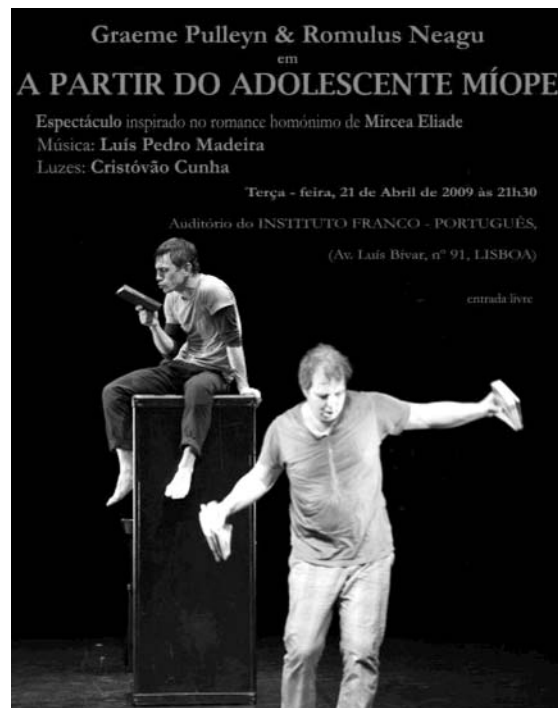 Graeme Pulleyn & Romulus Neagu
em
A PARTIR DO ADOLESCENTE MÍOPE
Espectáculo inspirado no romance homónimo de Mircea Eliade
Música: Luís Pedro Madeira
Luzes: Cristóvão Cunha
Terça - feira, 21 de Abril de 2009 às 21h30
Auditório do INSTITUTO FRANCO - PORTUGUÊS,
(Av. Luís Bívar, nº 91, LISBOA)
entrada livre